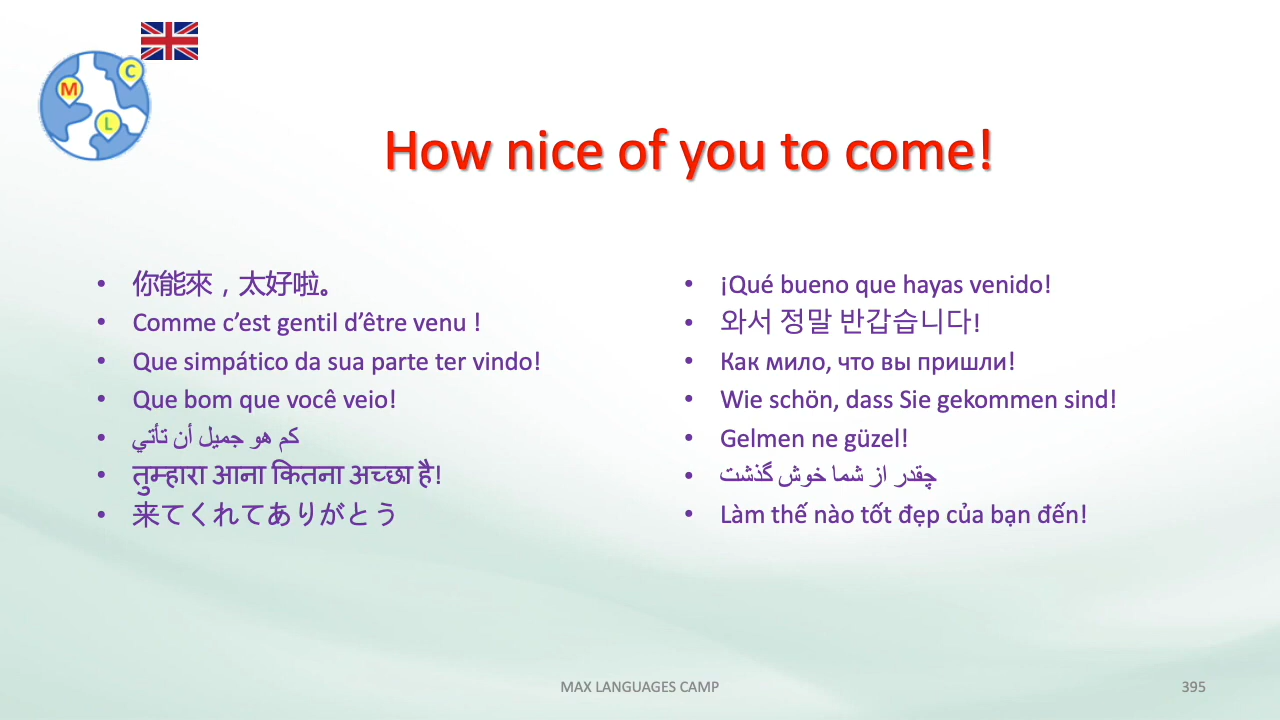 M
C
L
How nice of you to come!
• 你能來，太好啦。
• Comme c’est gentil d’être venu !
• Que simpático da sua parte ter vindo!
• Que bom que você veio!
• كم هو جميل أن تأتي
• तुम्हारा आना कितना अच्छा है!
• 来てくれてありがとう
• ¡Qué bueno que hayas venido!
• 와서 정말 반갑습니다!
• Как мило, что вы пришли!
• Wie schön, dass Sie gekommen sind!
• Gelmen ne güzel!
• چقدر از شما خوش گذشت
• Làm thế nào tốt đẹp của bạn đến!
MAX LANGUAGES CAMP
395